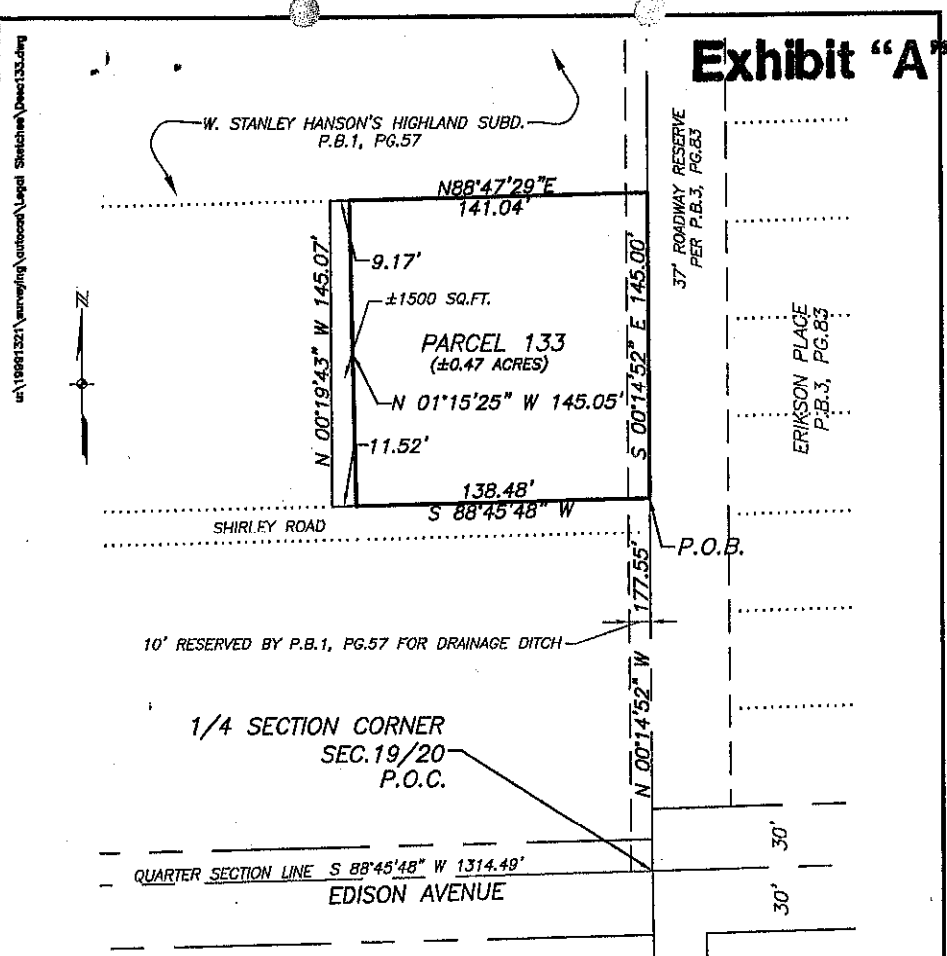 Exhibit "A"
u:\19981321\surveying\autocad\Legal Sketches\Desc133.dwg
W. STANLEY HANSON'S HIGHLAND SUBD.
P.B.1, PG.57
37' ROADWAY RESERVE
PER P.B.3, PG.83
N88°47'29"E
141.04'
9.17'
±1500 SQ.FT.
N 00°19'43" W 145.07'
PARCEL 133
(±0.47 ACRES)
S 00°14'52" E 145.00'
N 01°15'25" W 145.05'
ERIKSON PLACE
P.B.3, PG.83
N
11.52'
138.48'
S 88°45'48" W
SHIRLEY ROAD
P.O.B.
N 00°14'52" W 177.55'
10' RESERVED BY P.B.1, PG.57 FOR DRAINAGE DITCH
1/4 SECTION CORNER
SEC.19/20
P.O.C.
30'
QUARTER SECTION LINE S 88°45'48" W 1314.49'
EDISON AVENUE
30'